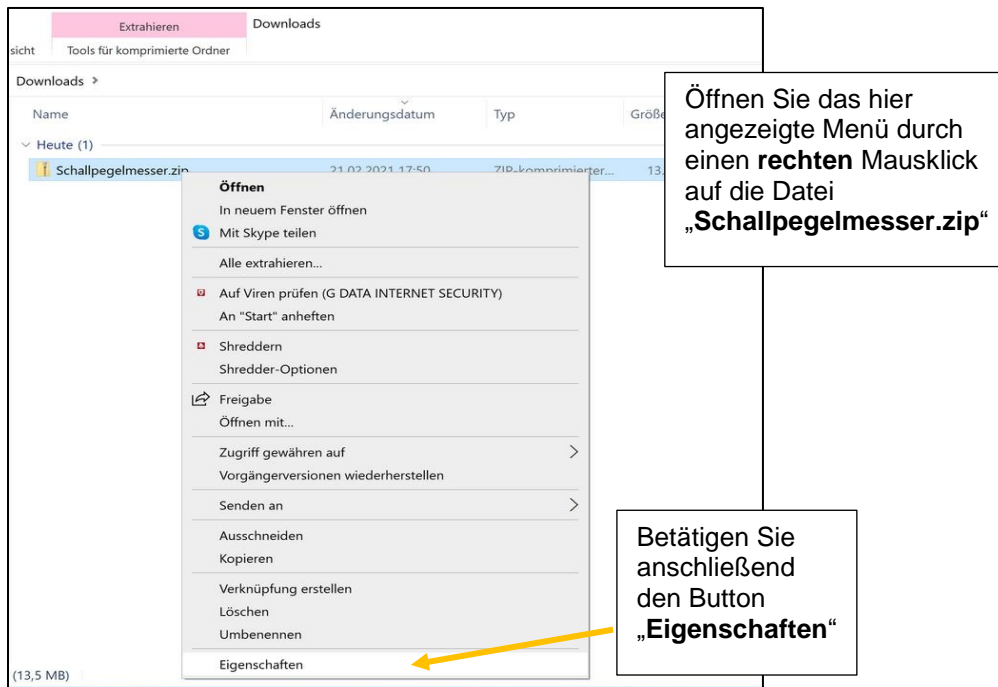 Extrahieren Downloads
sicht Tools für komprimierte Ordner
Downloads >
Name Änderungsdatum Typ Größe
Heute (1)
Schallpegelmesser.zip 21.02.2021 17:50 ZIP-komprimierter... 13.
Öffnen
In neuem Fenster öffnen
Mit Skype teilen
Alle extrahieren...
Auf Viren prüfen (G DATA INTERNET SECURITY)
An "Start" anheften
Shreddern
Shredder-Optionen
Freigabe
Öffnen mit...
Zugriff gewähren auf
Vorgängerversionen wiederherstellen
Senden an
Ausschneiden
Kopieren
Verknüpfung erstellen
Löschen
Umbenennen
Eigenschaften
(13,5 MB)
Öffnen Sie das hier
angezeigte Menü durch
einen rechten Mausklick
auf die Datei
„Schallpegelmesser.zip“
Betätigen Sie
anschließend
den Button
„Eigenschaften“